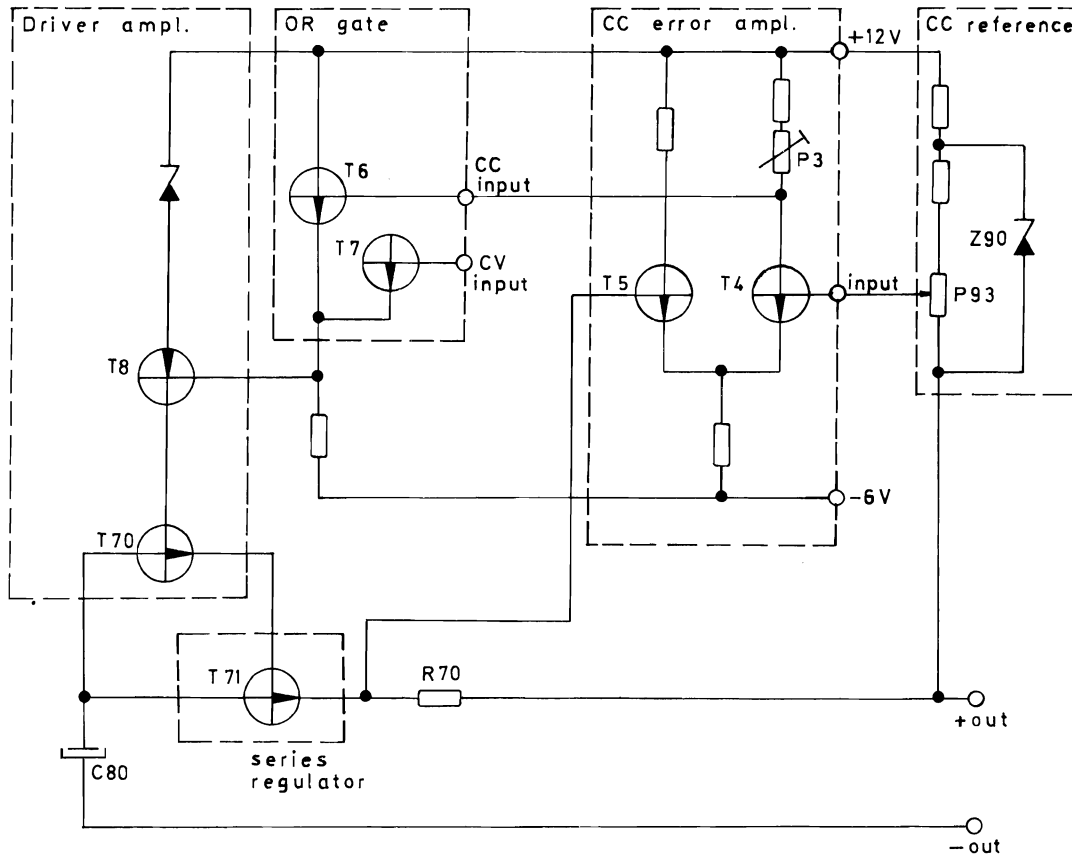 Driver ampl.
OR gate
CC error ampl.
+12V
CC reference
P3
T6
CC
input
T7
CV
input
Z90
T5
T4
input
P93
T8
-6V
T70
T71
R70
+out
series
regulator
C80
-out